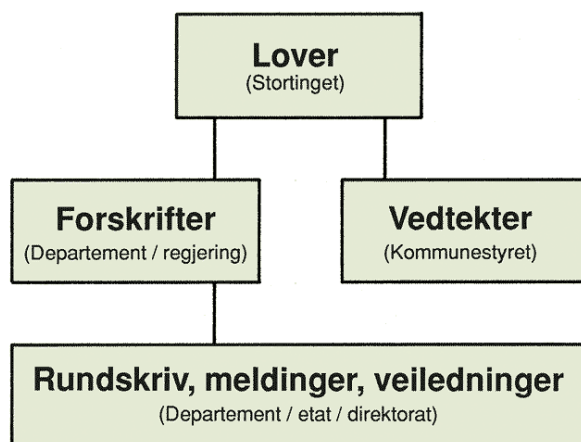 Lover
(Stortinget)
Forskrifter
(Departement / regjering)
Vedtekter
(Kommunestyret)
Rundskriv, meldinger, veiledninger
(Departement / etat / direktorat)